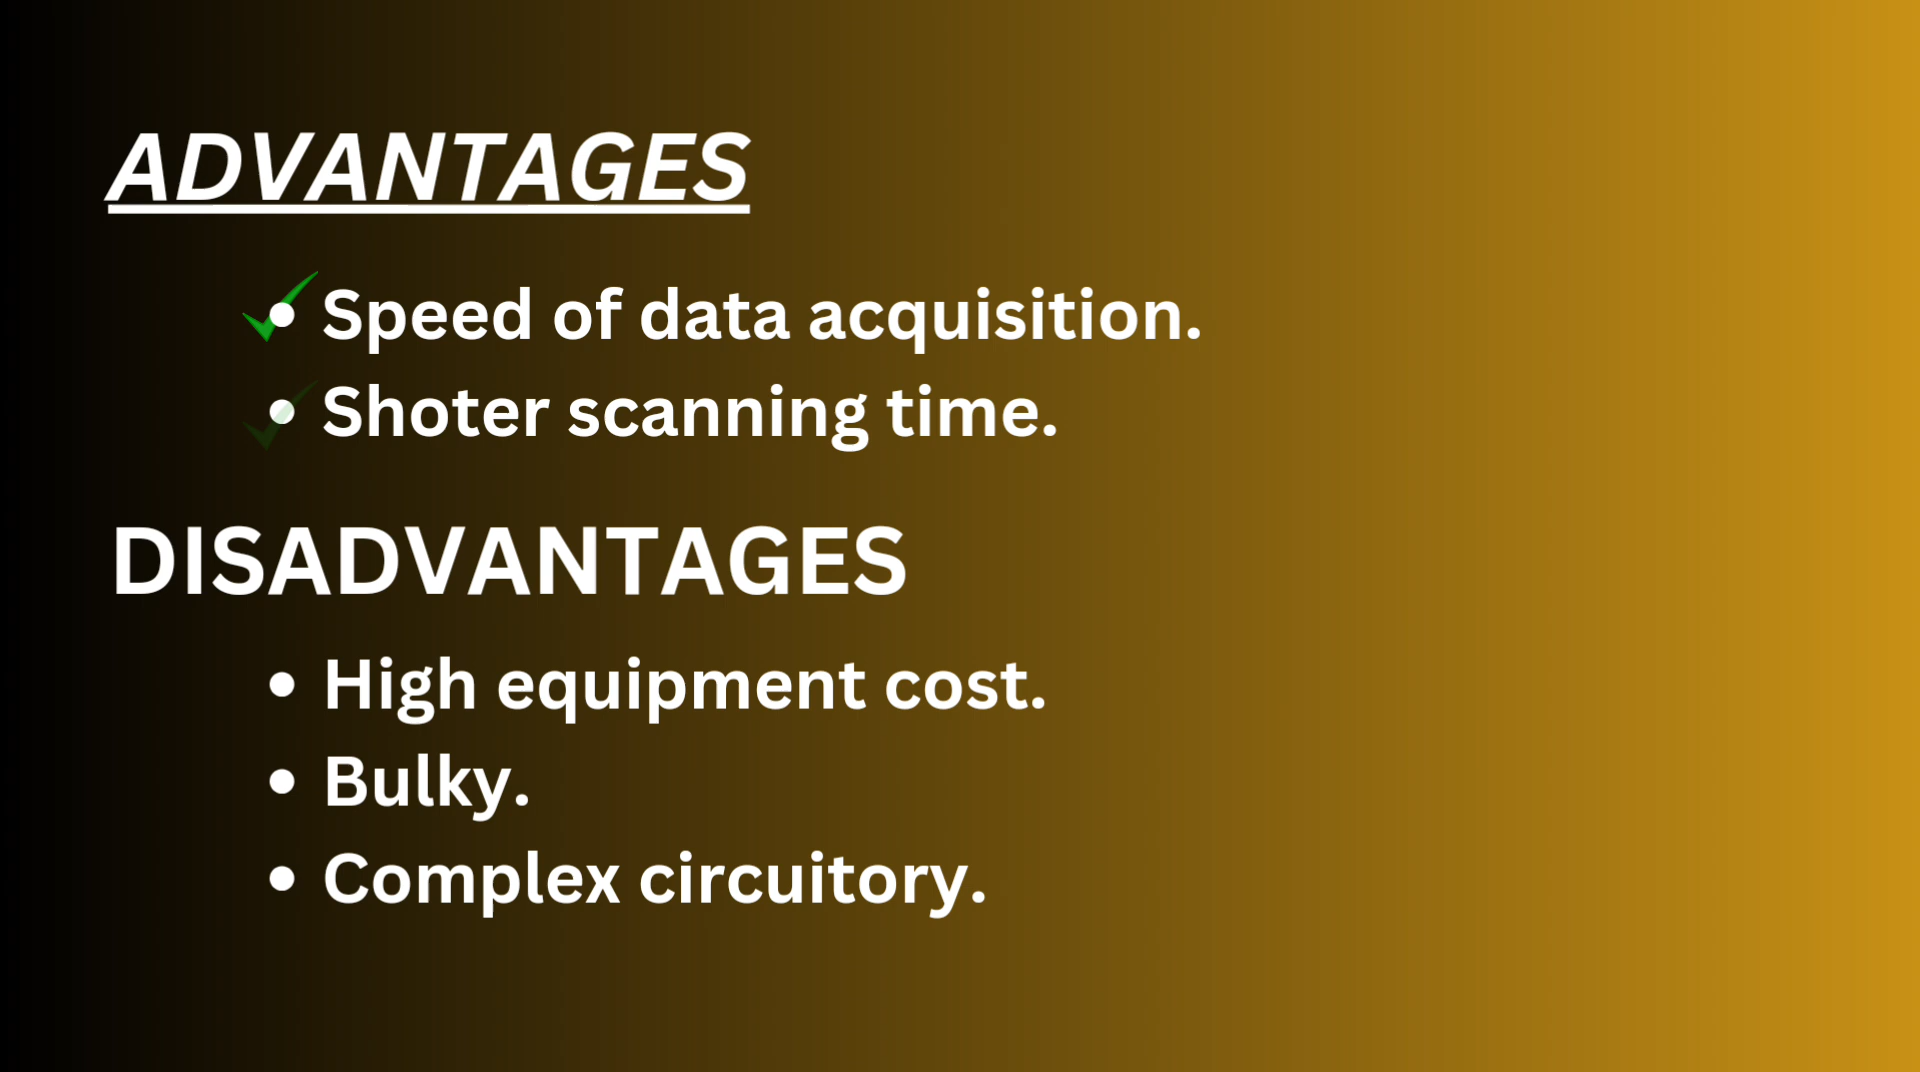 ADVANTAGES
• Speed of data acquisition.
• Shoter scanning time.
DISADVANTAGES
• High equipment cost.
• Bulky.
• Complex circuitory.